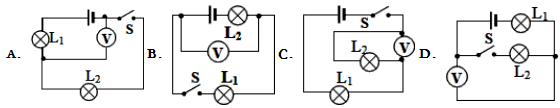 A. L₁ V S L₂
B. L₂ V S L₁
C. S V L₂ L₁
D. L₁ S L₂ V